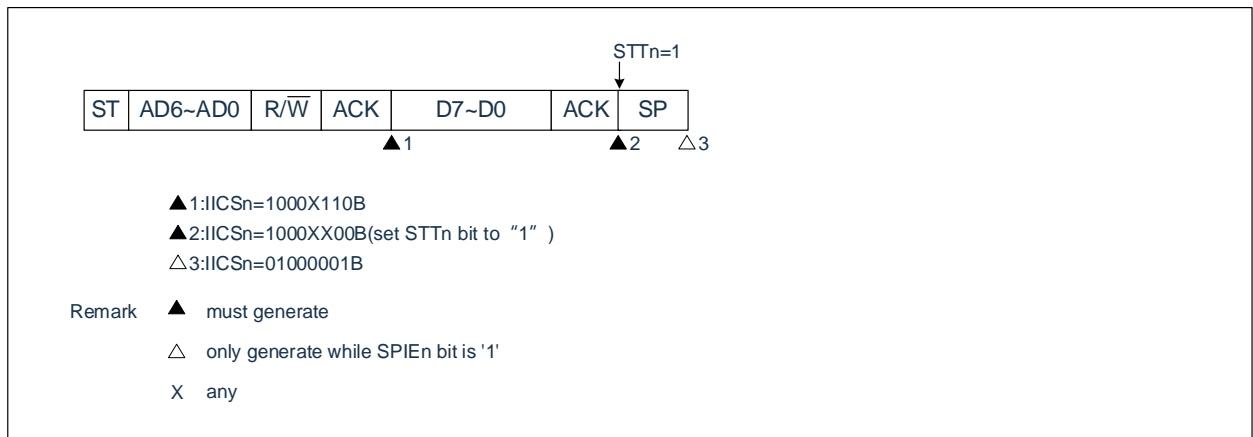 STTn=1
ST AD6~AD0 R/W̅ ACK D7~D0 ACK SP
▲1 ▲2 △3
▲1:IICSn=1000X110B
▲2:IICSn=1000XX00B(set STTn bit to “1” )
△3:IICSn=01000001B
Remark ▲ must generate
△ only generate while SPIEn bit is '1'
X any